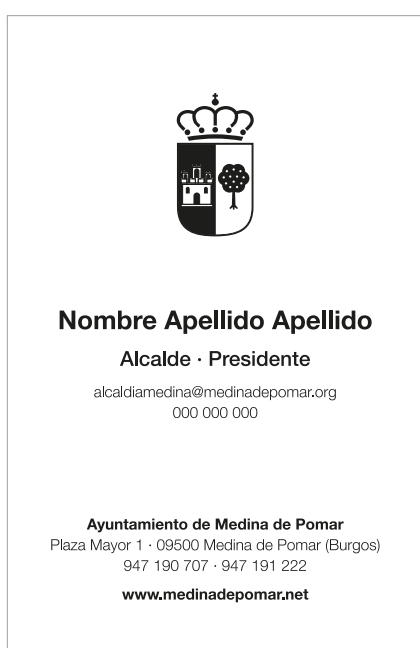 Nombre Apellido Apellido
Alcalde · Presidente
alcaldiamedina@medinadepomar.org
000 000 000
Ayuntamiento de Medina de Pomar
Plaza Mayor 1 · 09500 Medina de Pomar (Burgos)
947 190 707 · 947 191 222
www.medinadepomar.net